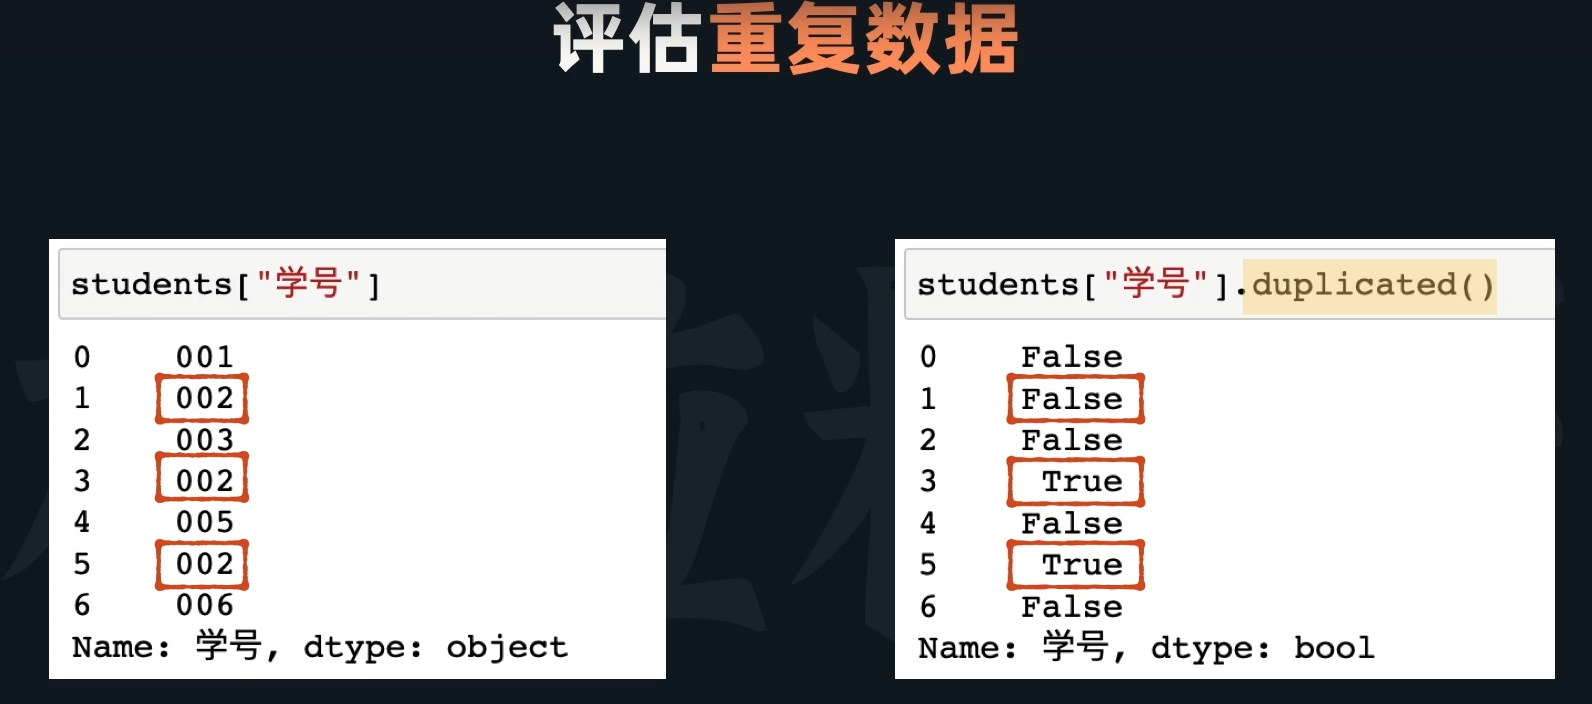 评估重复数据
students["学号"]
0 001
1 002
2 003
3 002
4 005
5 002
6 006
Name: 学号, dtype: object
students["学号"].duplicated()
0 False
1 False
2 False
3 True
4 False
5 True
6 False
Name: 学号, dtype: bool